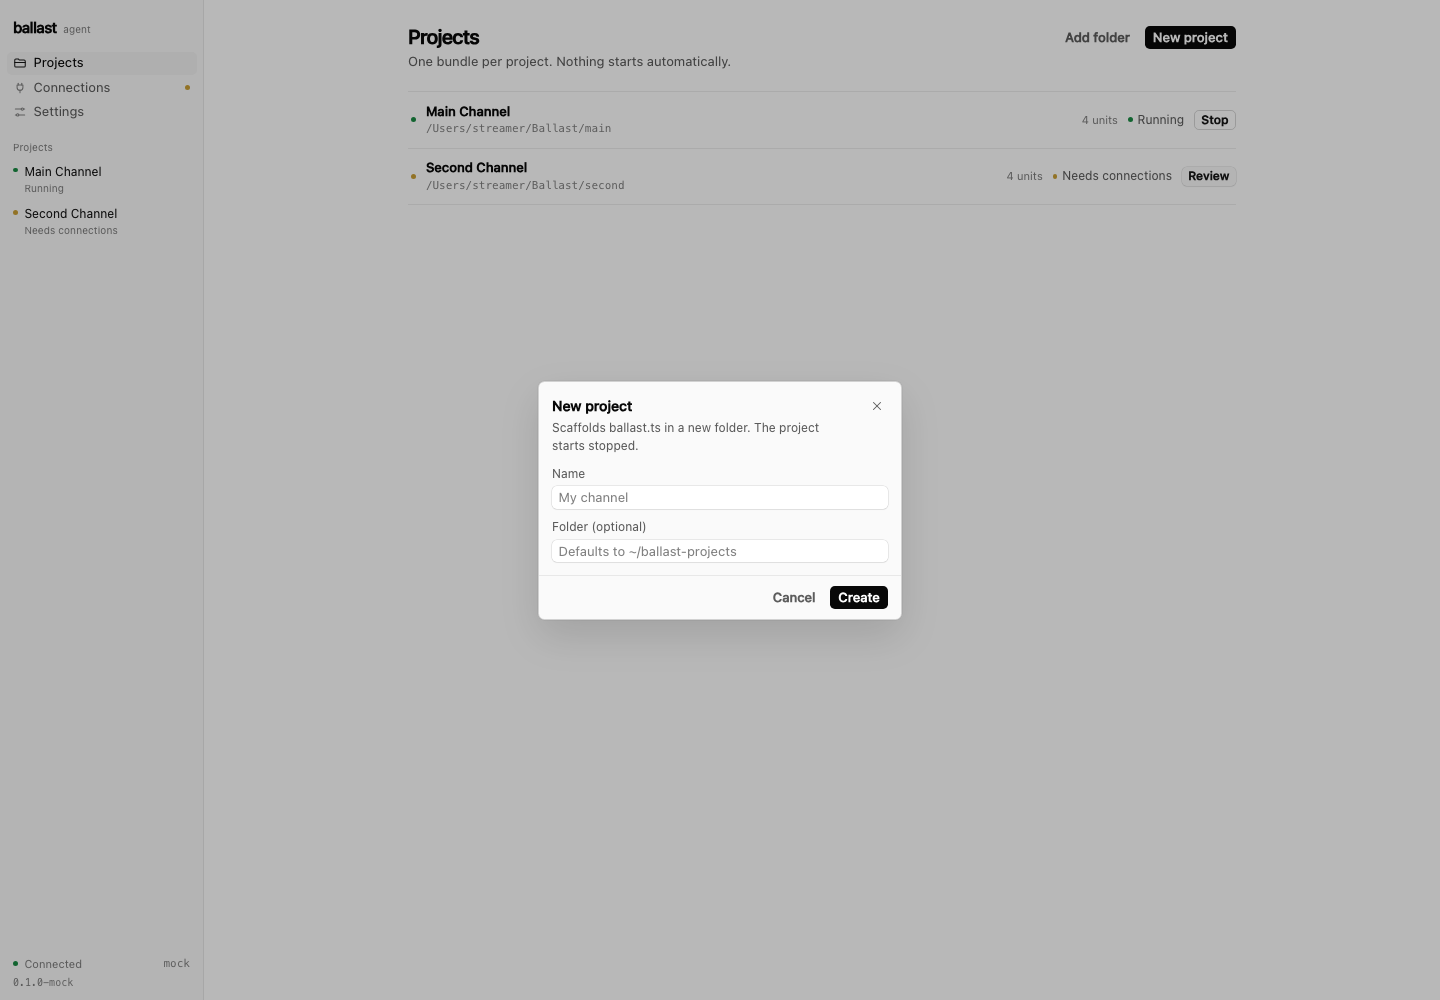 ballast agent
Projects
Connections
Settings
Projects
Main Channel
Running
Second Channel
Needs connections
Connected mock
0.1.0-mock
Projects
Add folder New project
One bundle per project. Nothing starts automatically.
Main Channel
/Users/streamer/Ballast/main
4 units Running Stop
Second Channel
/Users/streamer/Ballast/second
4 units Needs connections Review
New project
Scaffolds ballast.ts in a new folder. The project
starts stopped.
Name
My channel
Folder (optional)
Defaults to ~/ballast-projects
Cancel Create